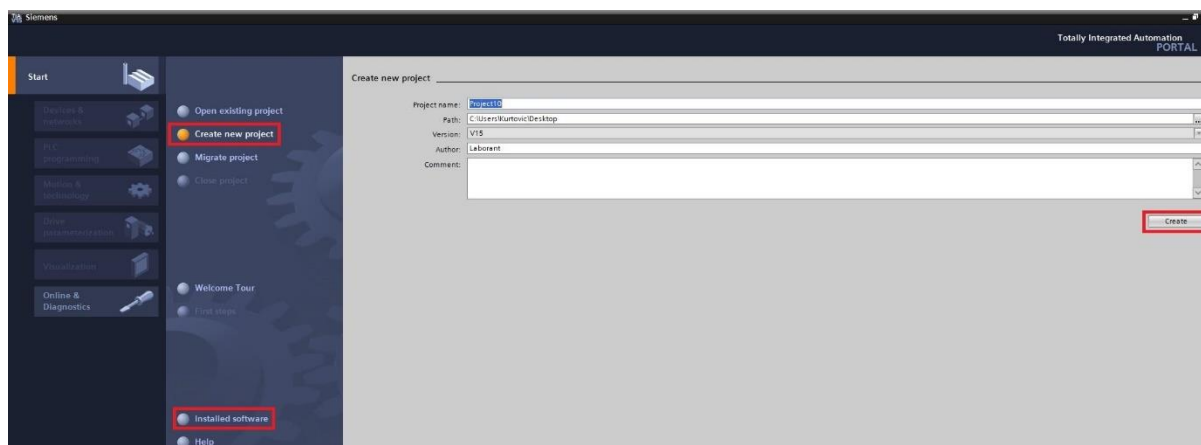 Siemens
Totally Integrated Automation
PORTAL
Start
Devices &
networks
PLC
programming
Motion &
technology
Drive
parameterization
Visualization
Online &
Diagnostics
Open existing project
Create new project
Migrate project
Close project
Welcome Tour
First steps
Installed software
Help
Create new project
Project name: Project10
Path: C:\Users\Kurtovic\Desktop
...
Version: V15
Author: Laborant
Comment:
Create